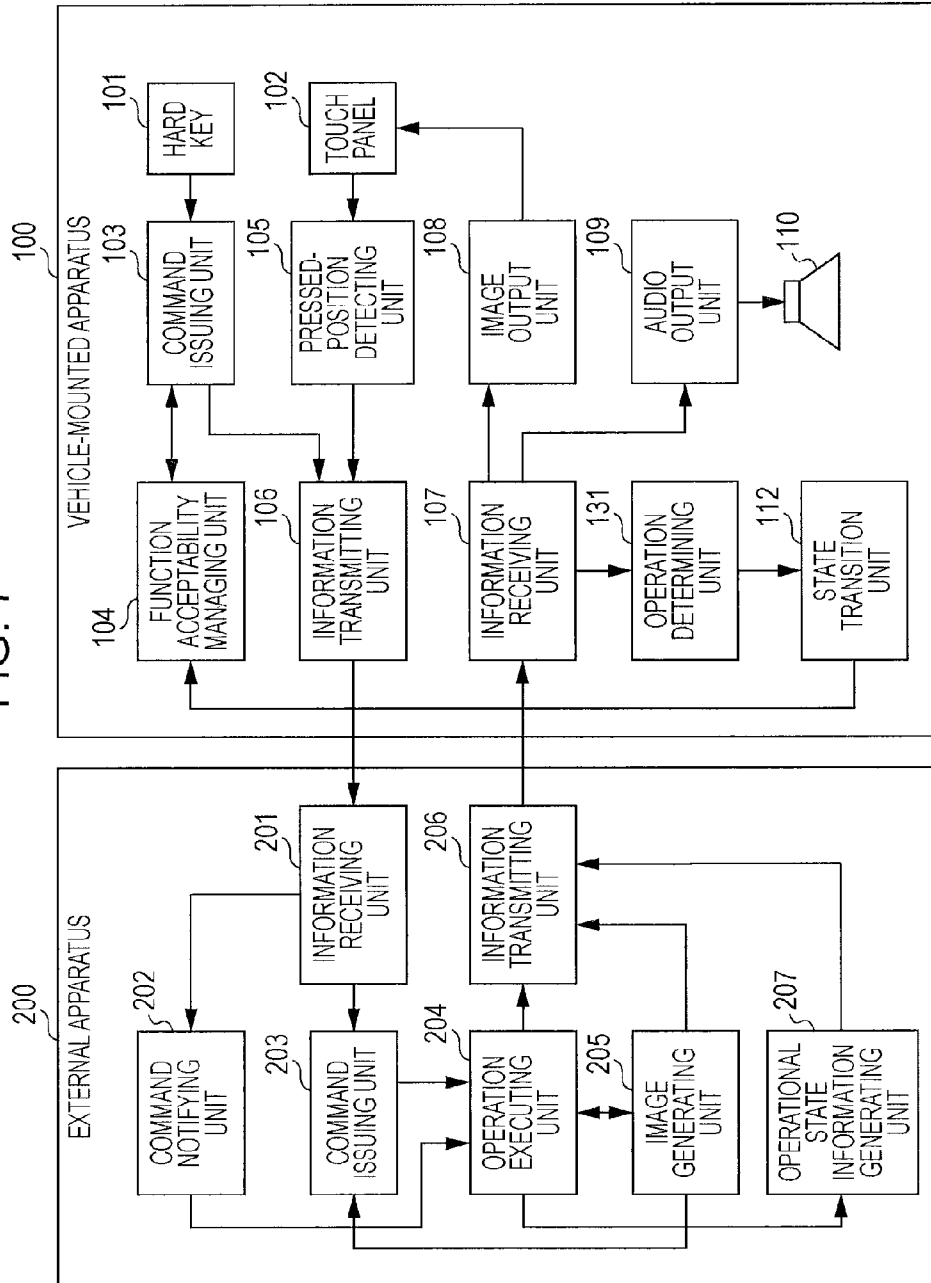 200
EXTERNAL APPARATUS
202
COMMAND
NOTIFYING
UNIT
201
INFORMATION
RECEIVING
UNIT
203
COMMAND
ISSUING UNIT
204
OPERATION
EXECUTING
UNIT
206
INFORMATION
TRANSMITTING
UNIT
205
IMAGE
GENERATING
UNIT
207
OPERATIONAL
STATE
INFORMATION
GENERATING
UNIT
100
VEHICLE-MOUNTED APPARATUS
104
FUNCTION
ACCEPTABILITY
MANAGING UNIT
103
COMMAND
ISSUING UNIT
101
HARD
KEY
106
INFORMATION
TRANSMITTING
UNIT
105
PRESSED-
POSITION
DETECTING
UNIT
102
TOUCH
PANEL
107
INFORMATION
RECEIVING
UNIT
108
IMAGE
OUTPUT
UNIT
131
OPERATION
DETERMINING
UNIT
109
AUDIO
OUTPUT
UNIT
112
STATE
TRANSITION
UNIT
110